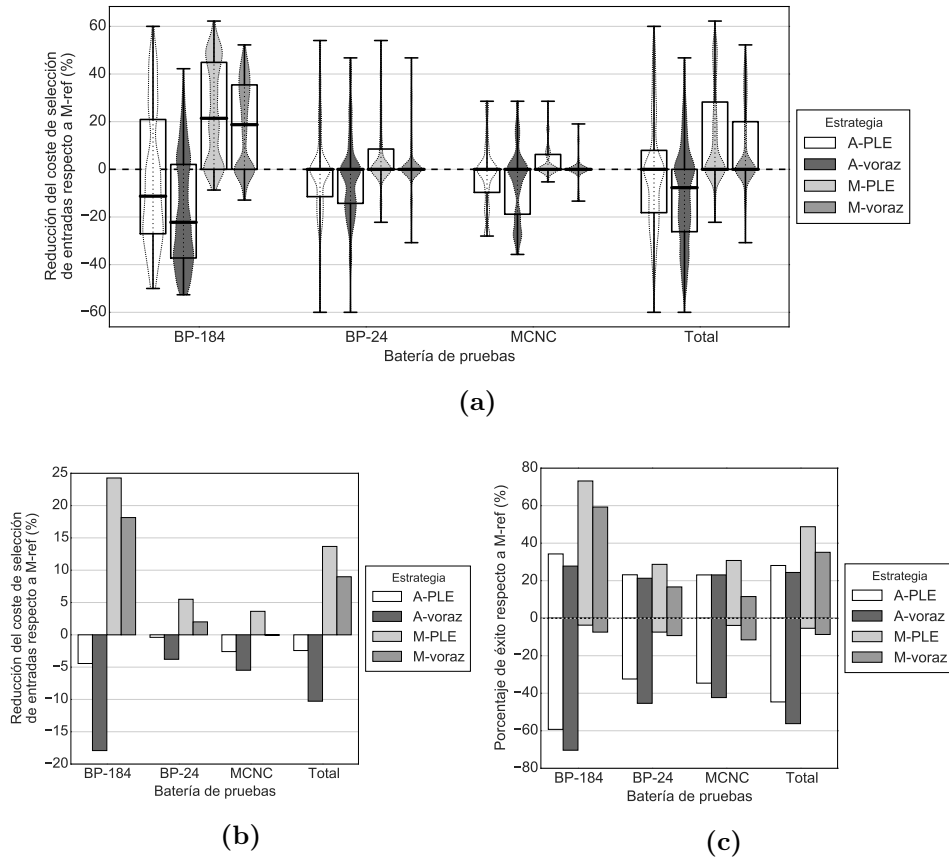 Reducción del coste de selección
de entradas respecto a M-ref (%)
60
40
20
0
−20
−40
−60
BP-184
BP-24
MCNC
Total
Batería de pruebas
Estrategia
A-PLE
A-voraz
M-PLE
M-voraz
(a)
Reducción del coste de selección
de entradas respecto a M-ref (%)
25
20
15
10
5
0
−5
−10
−15
−20
BP-184
BP-24
MCNC
Total
Batería de pruebas
Estrategia
A-PLE
A-voraz
M-PLE
M-voraz
(b)
Porcentaje de éxito respecto a M-ref (%)
80
60
40
20
0
−20
−40
−60
−80
BP-184
BP-24
MCNC
Total
Batería de pruebas
Estrategia
A-PLE
A-voraz
M-PLE
M-voraz
(c)